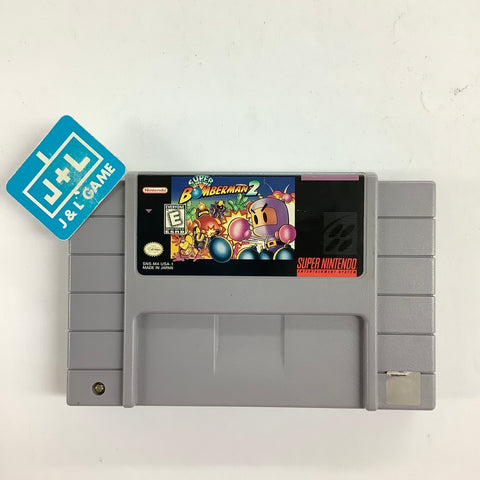 J+L
J & L GAME
Nintendo
SUPER
BOMBERMAN 2
EVERYONE
E
ESRB
SNS-M4-USA-1
MADE IN JAPAN
SUPER NINTENDO
ENTERTAINMENT SYSTEM